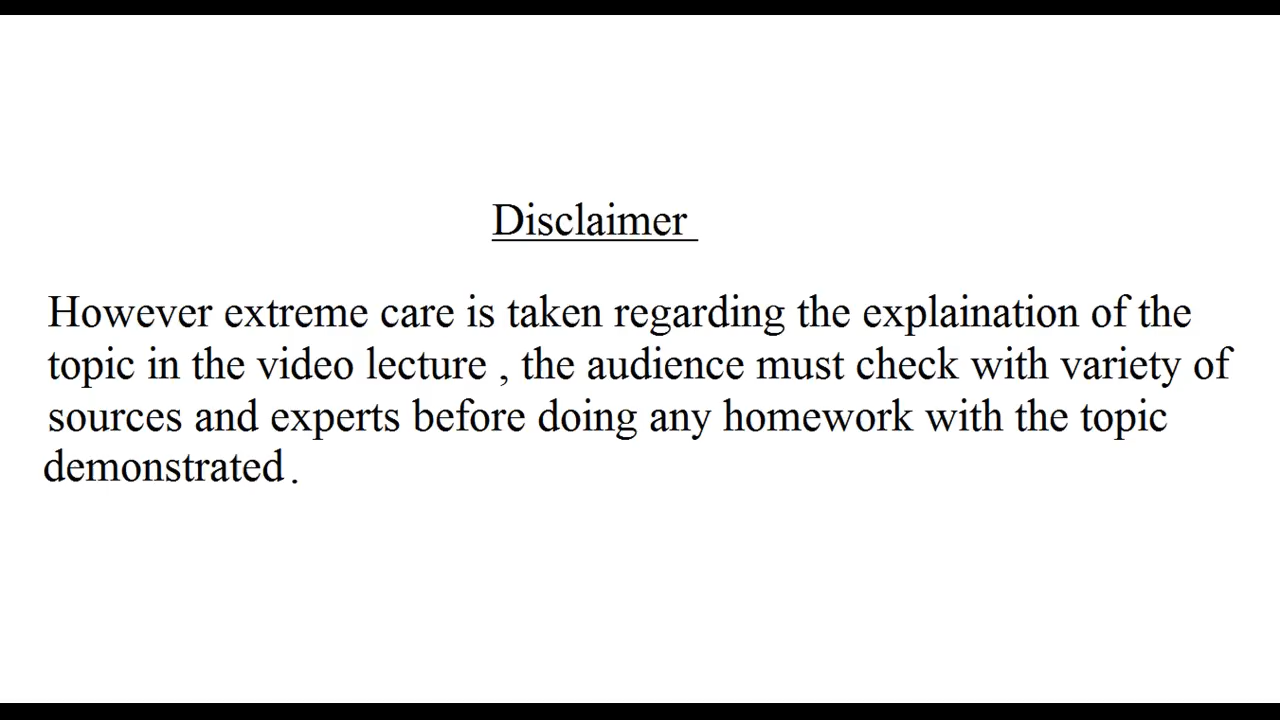 Disclaimer
However extreme care is taken regarding the explaination of the
topic in the video lecture , the audience must check with variety of
sources and experts before doing any homework with the topic
demonstrated .